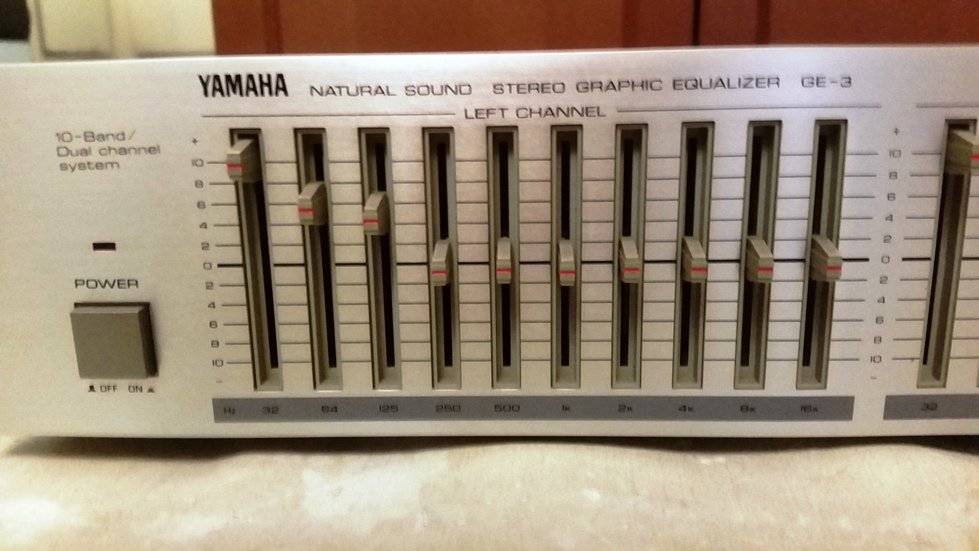 YAMAHA NATURAL SOUND STEREO GRAPHIC EQUALIZER GE-3
LEFT CHANNEL
10-Band/
Dual channel
system
+ +
10 10
8 8
6 6
4 4
2 2
0 0
2 2
4 4
6 6
8 8
10 10
- -
POWER
OFF ON
Hz 32 64 125 250 500 1K 2K 4K 8K 16K 32